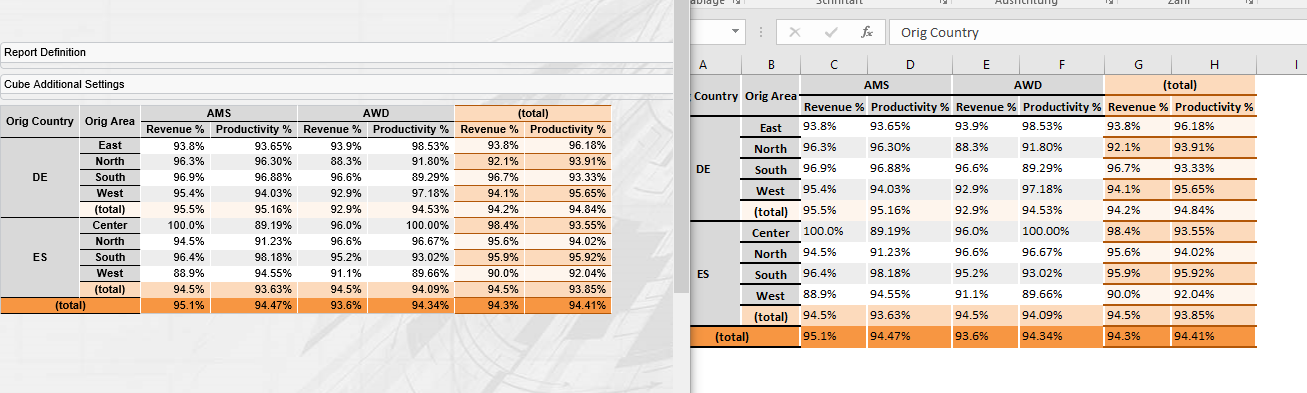 Report Definition
Cube Additional Settings
Orig Country Orig Area AMS AWD (total)
Revenue % Productivity % Revenue % Productivity % Revenue % Productivity %
DE East 93.8% 93.65% 93.9% 98.53% 93.8% 96.18%
North 96.3% 96.30% 88.3% 91.80% 92.1% 93.91%
South 96.9% 96.88% 96.6% 89.29% 96.7% 93.33%
West 95.4% 94.03% 92.9% 97.18% 94.1% 95.65%
(total) 95.5% 95.16% 92.9% 94.53% 94.2% 94.84%
ES Center 100.0% 89.19% 96.0% 100.00% 98.4% 93.55%
North 94.5% 91.23% 96.6% 96.67% 95.6% 94.02%
South 96.4% 98.18% 95.2% 93.02% 95.9% 95.92%
West 88.9% 94.55% 91.1% 89.66% 90.0% 92.04%
(total) 94.5% 93.63% 94.5% 94.09% 94.5% 93.85%
(total) 95.1% 94.47% 93.6% 94.34% 94.3% 94.41%
Schriftart Ausrichtung Zahl
fx Orig Country
A B C D E F G H I
Country Orig Area AMS AWD (total)
Revenue % Productivity % Revenue % Productivity % Revenue % Productivity %
DE East 93.8% 93.65% 93.9% 98.53% 93.8% 96.18%
North 96.3% 96.30% 88.3% 91.80% 92.1% 93.91%
South 96.9% 96.88% 96.6% 89.29% 96.7% 93.33%
West 95.4% 94.03% 92.9% 97.18% 94.1% 95.65%
(total) 95.5% 95.16% 92.9% 94.53% 94.2% 94.84%
ES Center 100.0% 89.19% 96.0% 100.00% 98.4% 93.55%
North 94.5% 91.23% 96.6% 96.67% 95.6% 94.02%
South 96.4% 98.18% 95.2% 93.02% 95.9% 95.92%
West 88.9% 94.55% 91.1% 89.66% 90.0% 92.04%
(total) 94.5% 93.63% 94.5% 94.09% 94.5% 93.85%
(total) 95.1% 94.47% 93.6% 94.34% 94.3% 94.41%